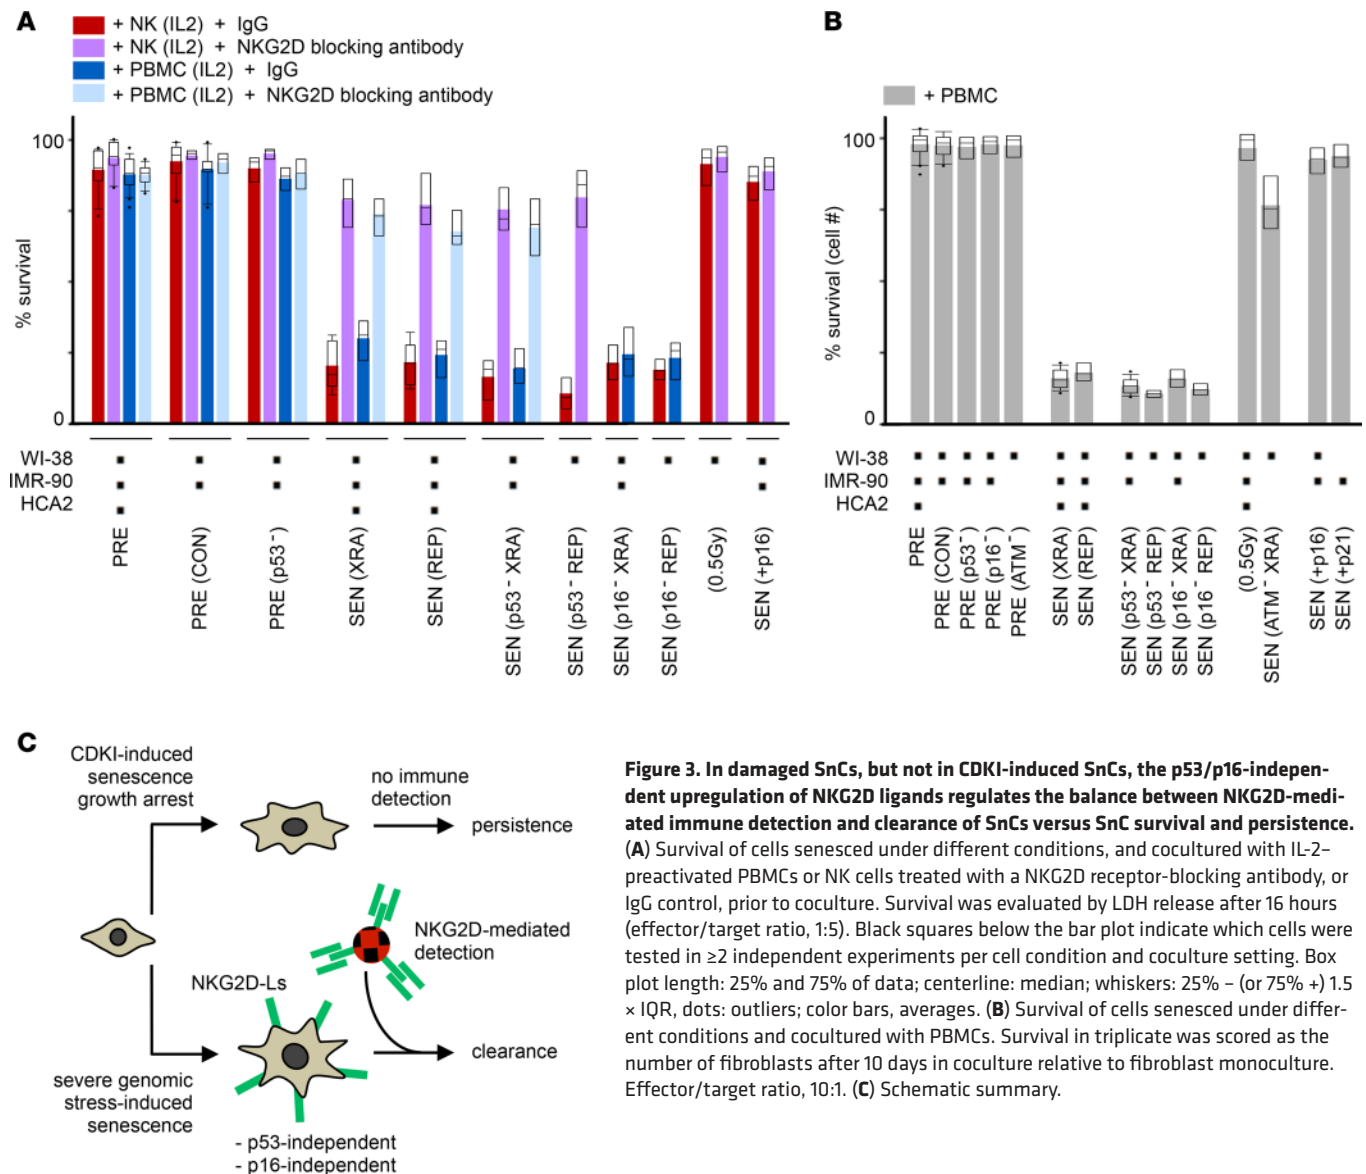 A
+ NK (IL2) + IgG
+ NK (IL2) + NKG2D blocking antibody
+ PBMC (IL2) + IgG
+ PBMC (IL2) + NKG2D blocking antibody
100
% survival
0
WI-38
IMR-90
HCA2
PRE
PRE (CON)
PRE (p53⁻)
SEN (XRA)
SEN (REP)
SEN (p53⁻ XRA)
SEN (p53⁻ REP)
SEN (p16⁻ XRA)
SEN (p16⁻ REP)
(0.5Gy)
SEN (+p16)
B
+ PBMC
100
% survival (cell #)
0
WI-38
IMR-90
HCA2
PRE
PRE (CON)
PRE (p53⁻)
PRE (p16⁻)
PRE (ATM⁻)
SEN (XRA)
SEN (REP)
SEN (p53⁻ XRA)
SEN (p53⁻ REP)
SEN (p16⁻ XRA)
SEN (p16⁻ REP)
(0.5Gy)
SEN (ATM⁻ XRA)
SEN (+p16)
SEN (+p21)
C
CDKI-induced
senescence
growth arrest
no immune
detection
persistence
NKG2D-mediated
detection
NKG2D-Ls
clearance
severe genomic
stress-induced
senescence
- p53-independent
- p16-independent
Figure 3. In damaged SnCs, but not in CDKI-induced SnCs, the p53/p16-indepen-
dent upregulation of NKG2D ligands regulates the balance between NKG2D-medi-
ated immune detection and clearance of SnCs versus SnC survival and persistence.
(A) Survival of cells senesced under different conditions, and cocultured with IL-2–
preactivated PBMCs or NK cells treated with a NKG2D receptor-blocking antibody, or
IgG control, prior to coculture. Survival was evaluated by LDH release after 16 hours
(effector/target ratio, 1:5). Black squares below the bar plot indicate which cells were
tested in ≥2 independent experiments per cell condition and coculture setting. Box
plot length: 25% and 75% of data; centerline: median; whiskers: 25% – (or 75% +) 1.5
× IQR, dots: outliers; color bars, averages. (B) Survival of cells senesced under differ-
ent conditions and cocultured with PBMCs. Survival in triplicate was scored as the
number of fibroblasts after 10 days in coculture relative to fibroblast monoculture.
Effector/target ratio, 10:1. (C) Schematic summary.